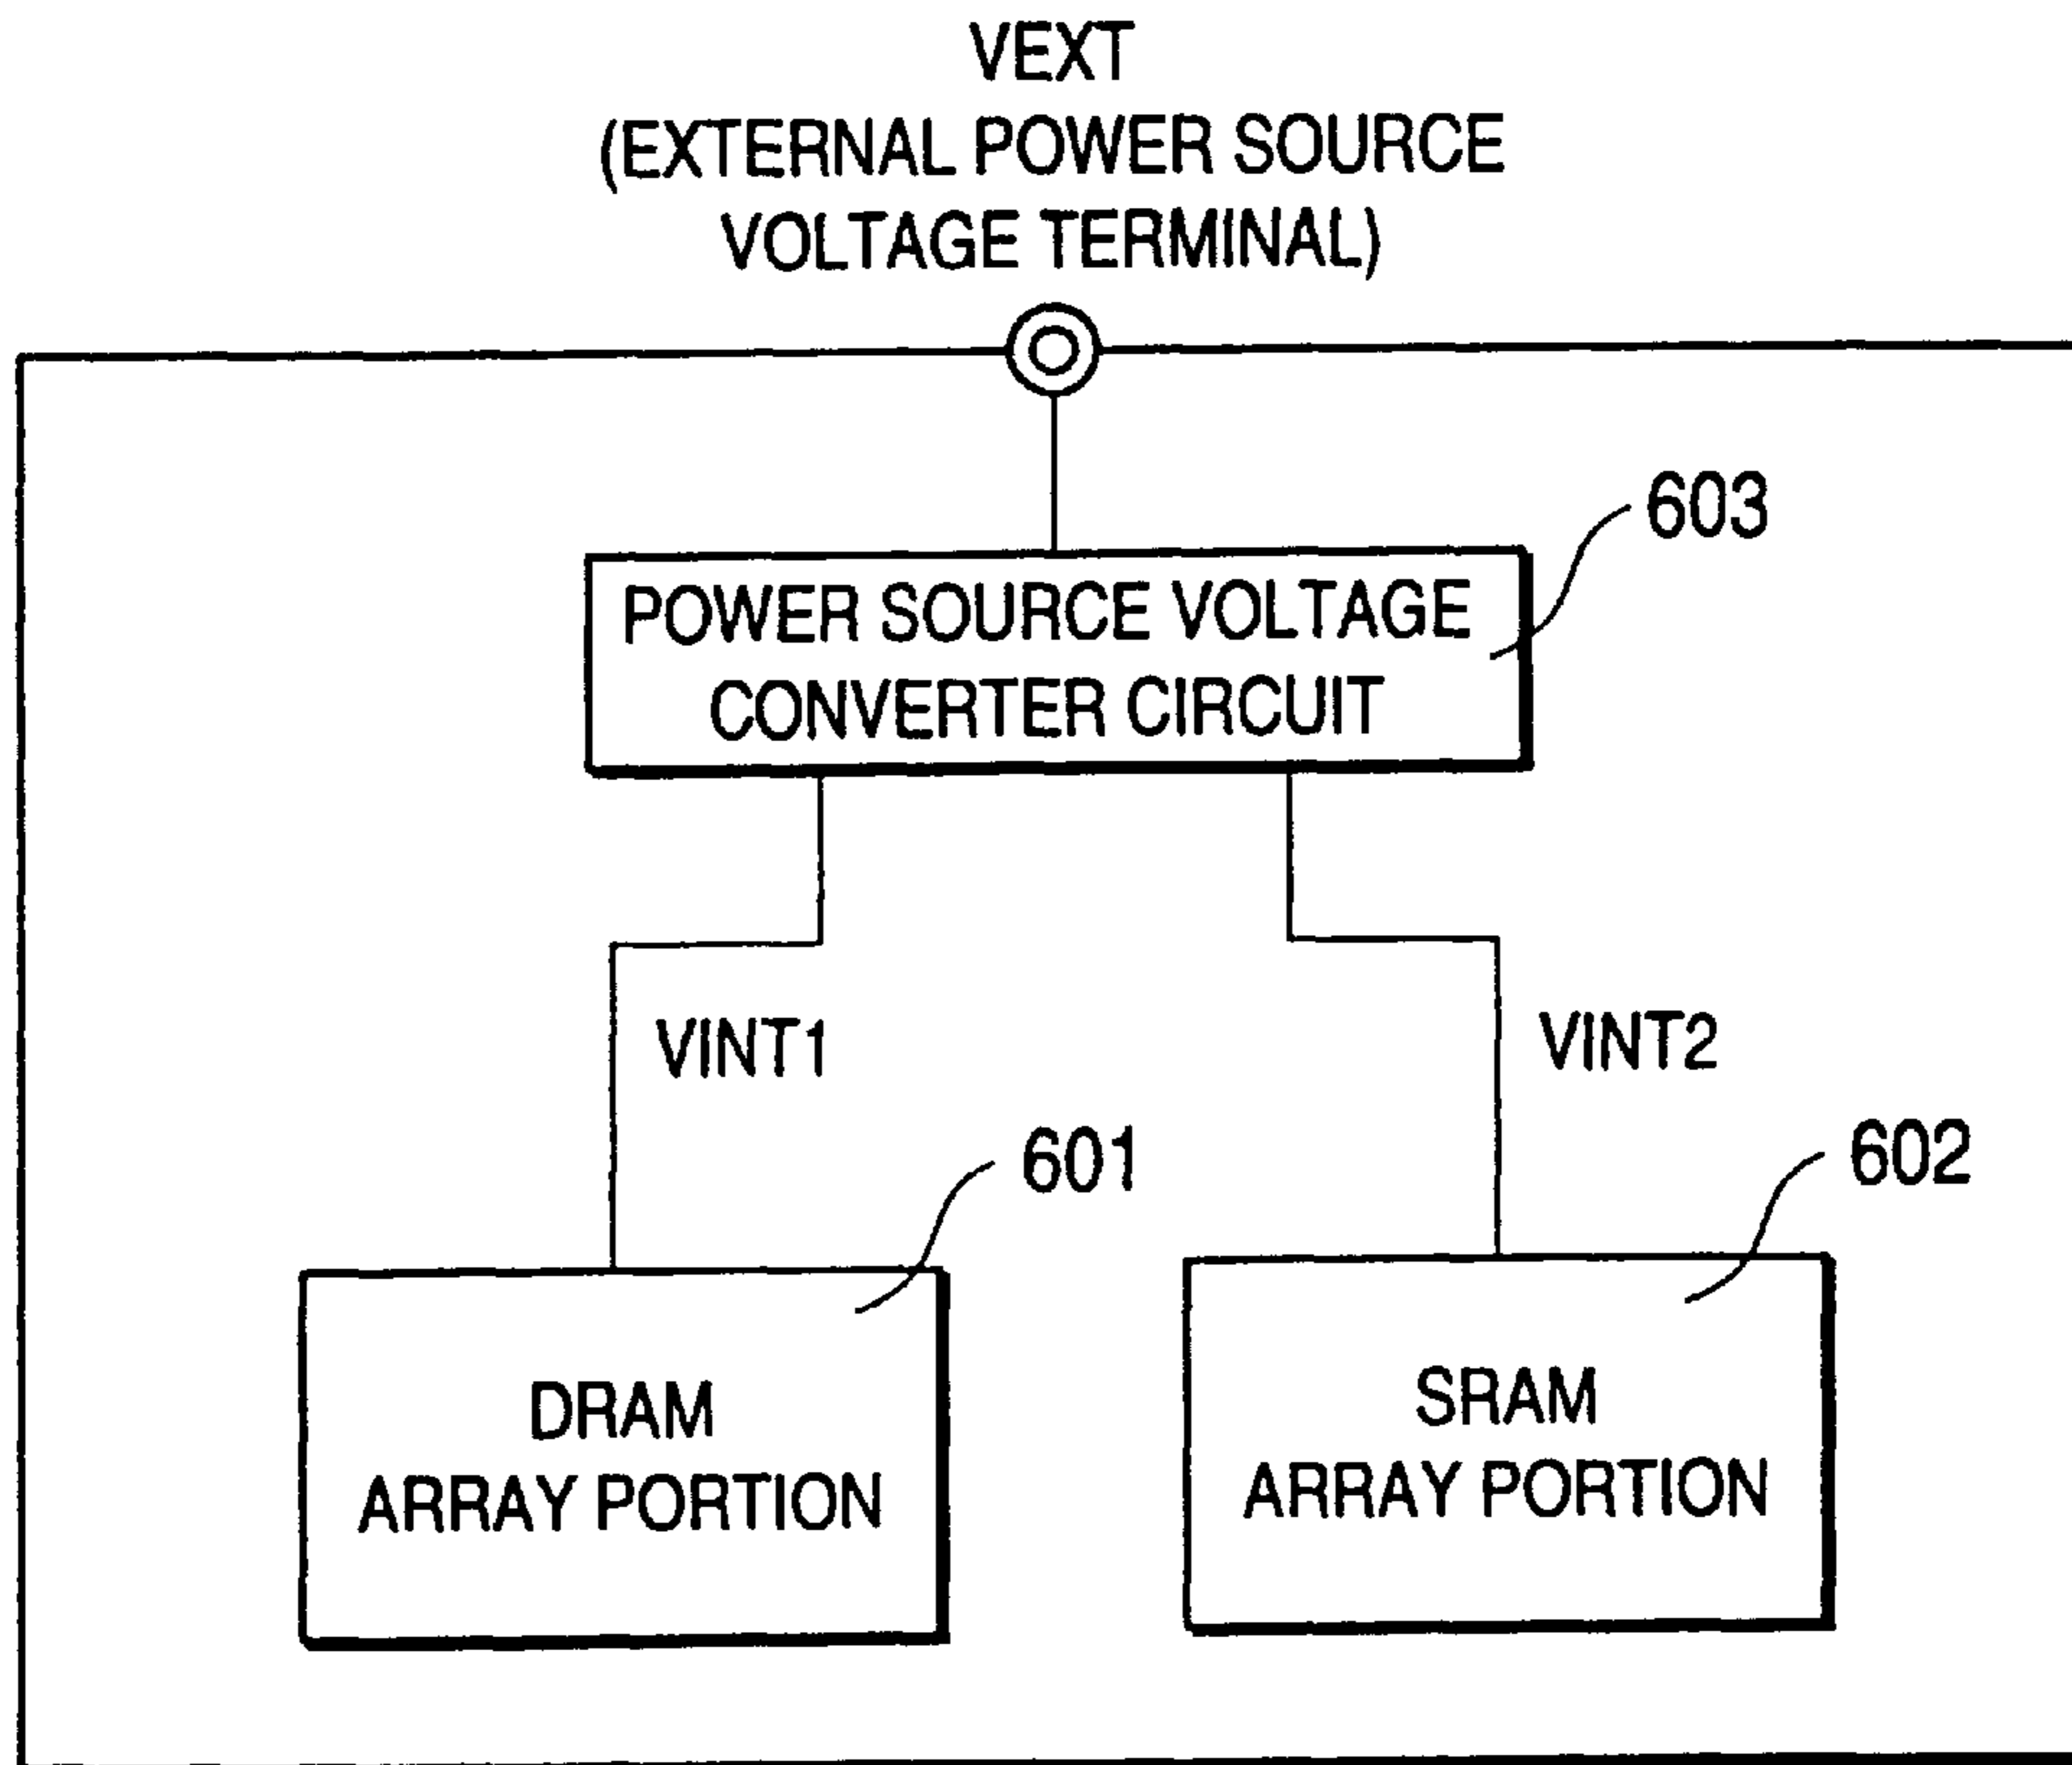 VEXT
(EXTERNAL POWER SOURCE
VOLTAGE TERMINAL)
603
POWER SOURCE VOLTAGE
CONVERTER CIRCUIT
VINT1
VINT2
601
602
DRAM
ARRAY PORTION
SRAM
ARRAY PORTION